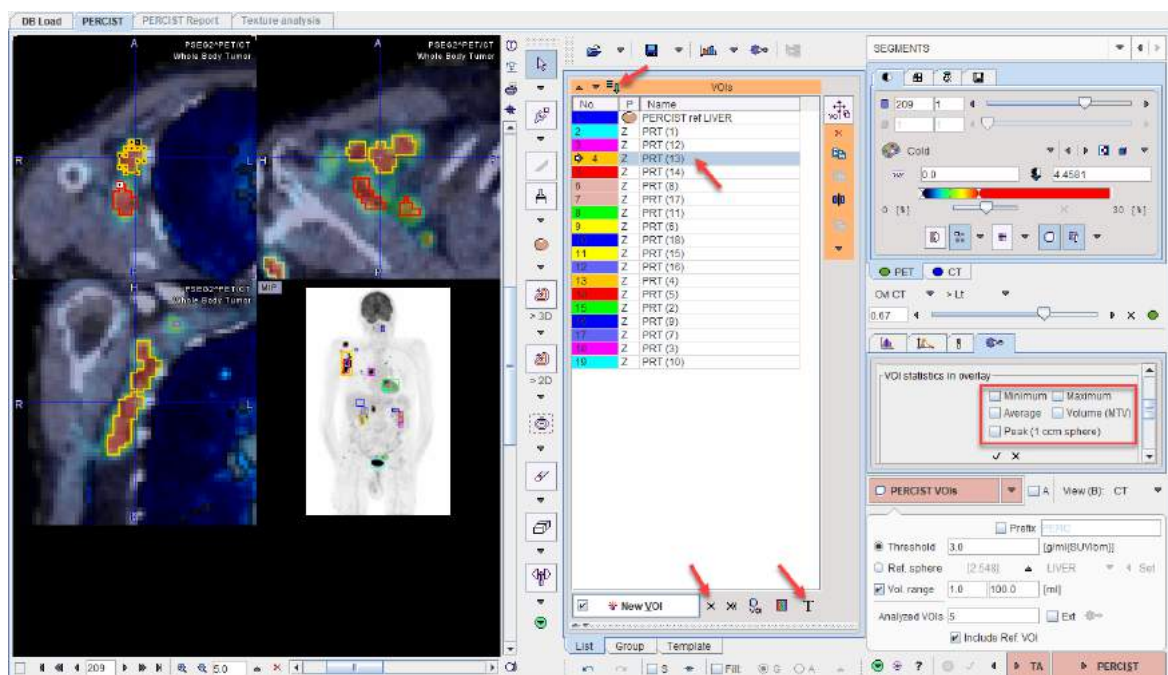 DB Load PERCIST PERCIST Report Texture analysis
A PSEG2^PET/CT
Whole Body Tumor
A PSEG2^PET/CT
Whole Body Tumor
R L
H
H PSEG2^PET/CT
Whole Body Tumor
MIP
R L
209 5.0
> 3D
> 2D
VOIs
No. P Name
PERCIST ref LIVER
2 Z PRT (1)
3 Z PRT (12)
4 Z PRT (13)
5 Z PRT (14)
6 Z PRT (8)
7 Z PRT (17)
8 Z PRT (11)
9 Z PRT (6)
Z PRT (18)
11 Z PRT (15)
12 Z PRT (16)
13 Z PRT (4)
Z PRT (5)
15 Z PRT (2)
Z PRT (9)
17 Z PRT (7)
18 Z PRT (3)
19 Z PRT (10)
New VOI
List Group Template
S Fill: G A
SEGMENTS
209 1
1 1
Cold
0.0 4.4581
0 [%] 30 [%]
PET CT
Ovl CT > Lt
0.67
VOI statistics in overlay
Minimum Maximum
Average Volume (MTV)
Peak (1 ccm sphere)
PERCIST VOIs A View (B): CT
Prefix PERC
Threshold 3.0 [g/ml{SUVlbm}]
Ref. sphere [2.548] LIVER Set
Vol. range 1.0 100.0 [ml]
Analyzed VOIs 5 Ext
Include Ref. VOI
TA PERCIST